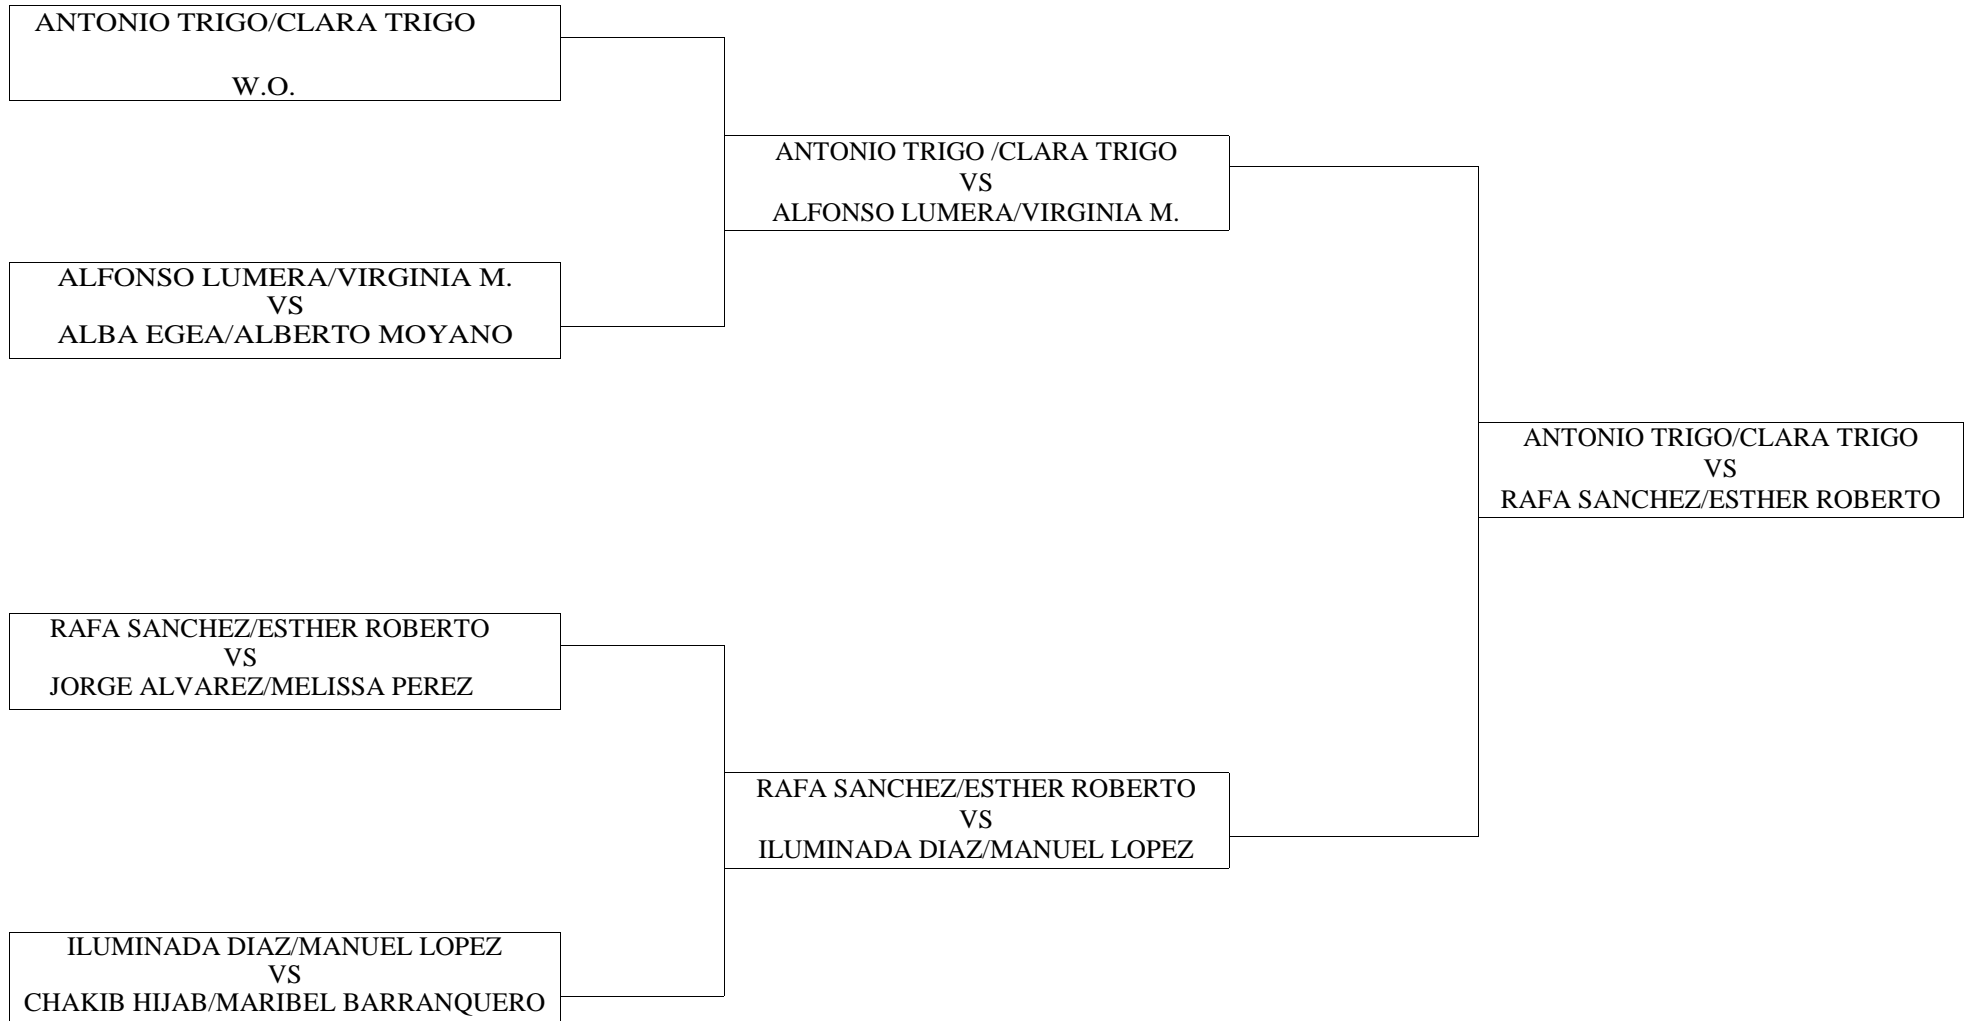 ANTONIO TRIGO/CLARA TRIGO
W.O.
ALFONSO LUMERA/VIRGINIA M.
VS
ALBA EGEA/ALBERTO MOYANO
RAFA SANCHEZ/ESTHER ROBERTO
VS
JORGE ALVAREZ/MELISSA PEREZ
ILUMINADA DIAZ/MANUEL LOPEZ
VS
CHAKIB HIJAB/MARIBEL BARRANQUERO
ANTONIO TRIGO /CLARA TRIGO
VS
ALFONSO LUMERA/VIRGINIA M.
RAFA SANCHEZ/ESTHER ROBERTO
VS
ILUMINADA DIAZ/MANUEL LOPEZ
ANTONIO TRIGO/CLARA TRIGO
VS
RAFA SANCHEZ/ESTHER ROBERTO